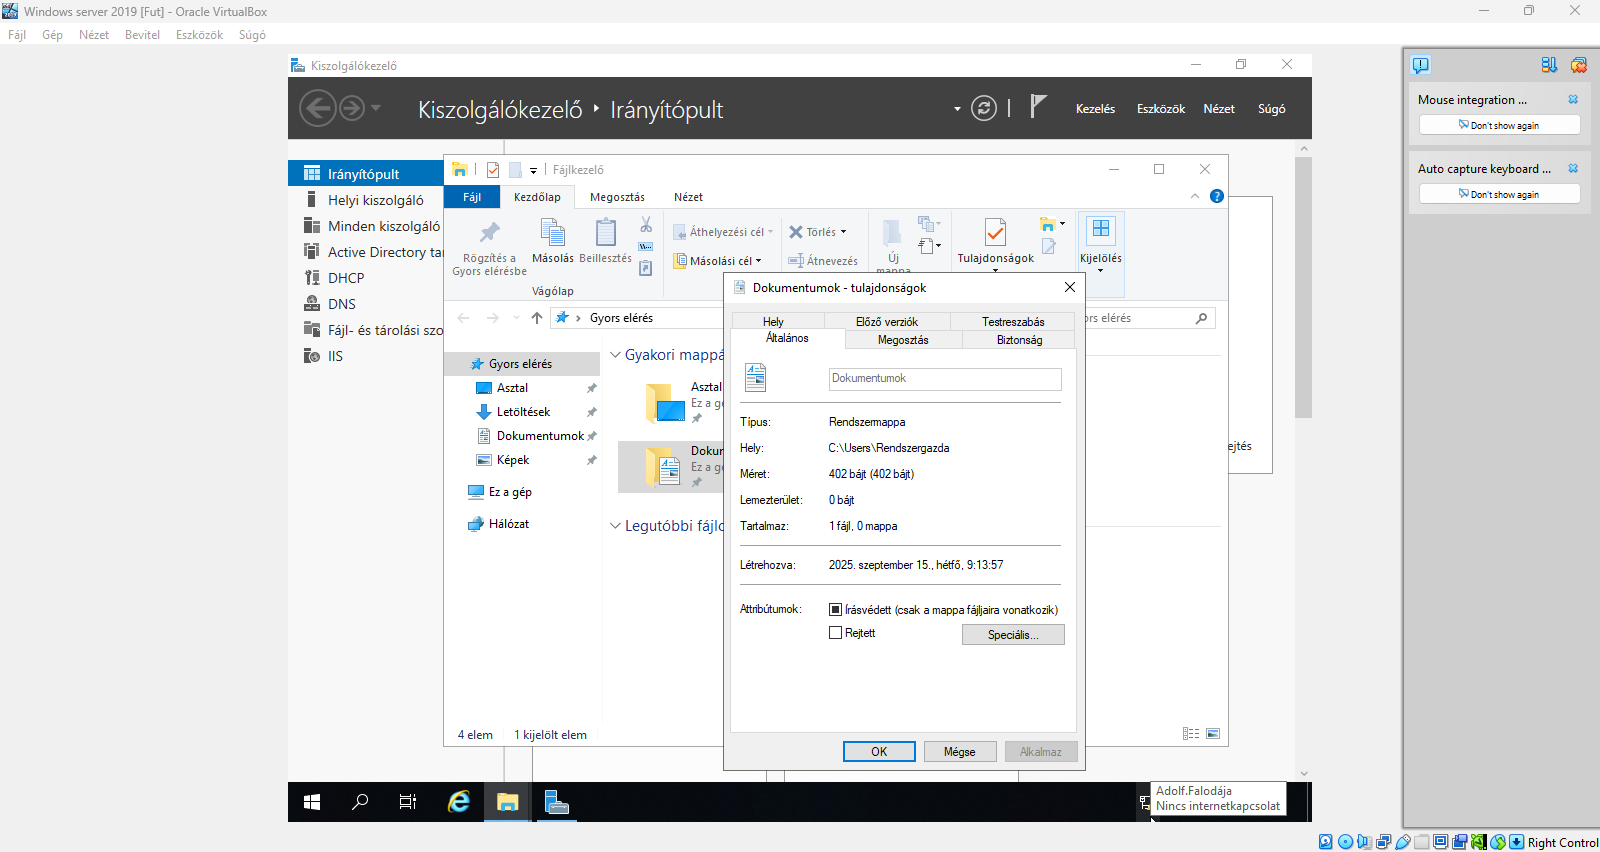 Windows server 2019 [Fut] - Oracle VirtualBox
Fájl Gép Nézet Bevitel Eszközök Súgó
Kiszolgálókezelő
Kiszolgálókezelő Irányítópult
Kezelés Eszközök Nézet Súgó
Irányítópult
Helyi kiszolgáló
Minden kiszolgáló
Active Directory tar
DHCP
DNS
Fájl- és tárolási szo
IIS
Fájlkezelő
Fájl Kezdőlap Megosztás Nézet
Rögzítés a
Gyors elérésbe
Másolás
Beillesztés
Áthelyezési cél
Másolási cél
Törlés
Átnevezés
Új
mappa
Tulajdonságok
Kijelölés
Vágólap
Gyors elérés
ors elérés
Gyors elérés
Asztal
Letöltések
Dokumentumok
Képek
Ez a gép
Hálózat
Gyakori mappá
Asztal
Ez a gé
Dokur
Ez a gé
Legutóbbi fájlo
4 elem 1 kijelölt elem
ejtés
Dokumentumok - tulajdonságok
Hely Előző verziók Testreszabás
Általános Megosztás Biztonság
Dokumentumok
Típus: Rendszermappa
Hely: C:\Users\Rendszergazda
Méret: 402 bájt (402 bájt)
Lemezterület: 0 bájt
Tartalmaz: 1 fájl, 0 mappa
Létrehozva: 2025. szeptember 15., hétfő, 9:13:57
Attribútumok: Írásvédett (csak a mappa fájljaira vonatkozik)
Rejtett Speciális...
OK Mégse Alkalmaz
Adolf.Falodája
Nincs internetkapcsolat
Mouse integration ...
Don't show again
Auto capture keyboard ...
Don't show again
Right Control